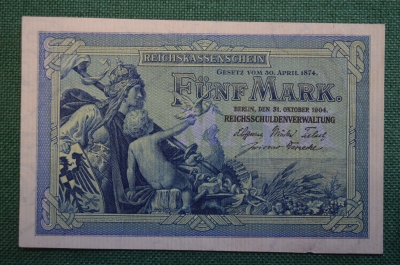 REICHSKASSENSCHEIN
GESETZ VOM 30. APRIL 1874.
FÜNF MARK.
BERLIN, DEN 31. OKTOBER 1904.
REICHSSCHULDENVERWALTUNG